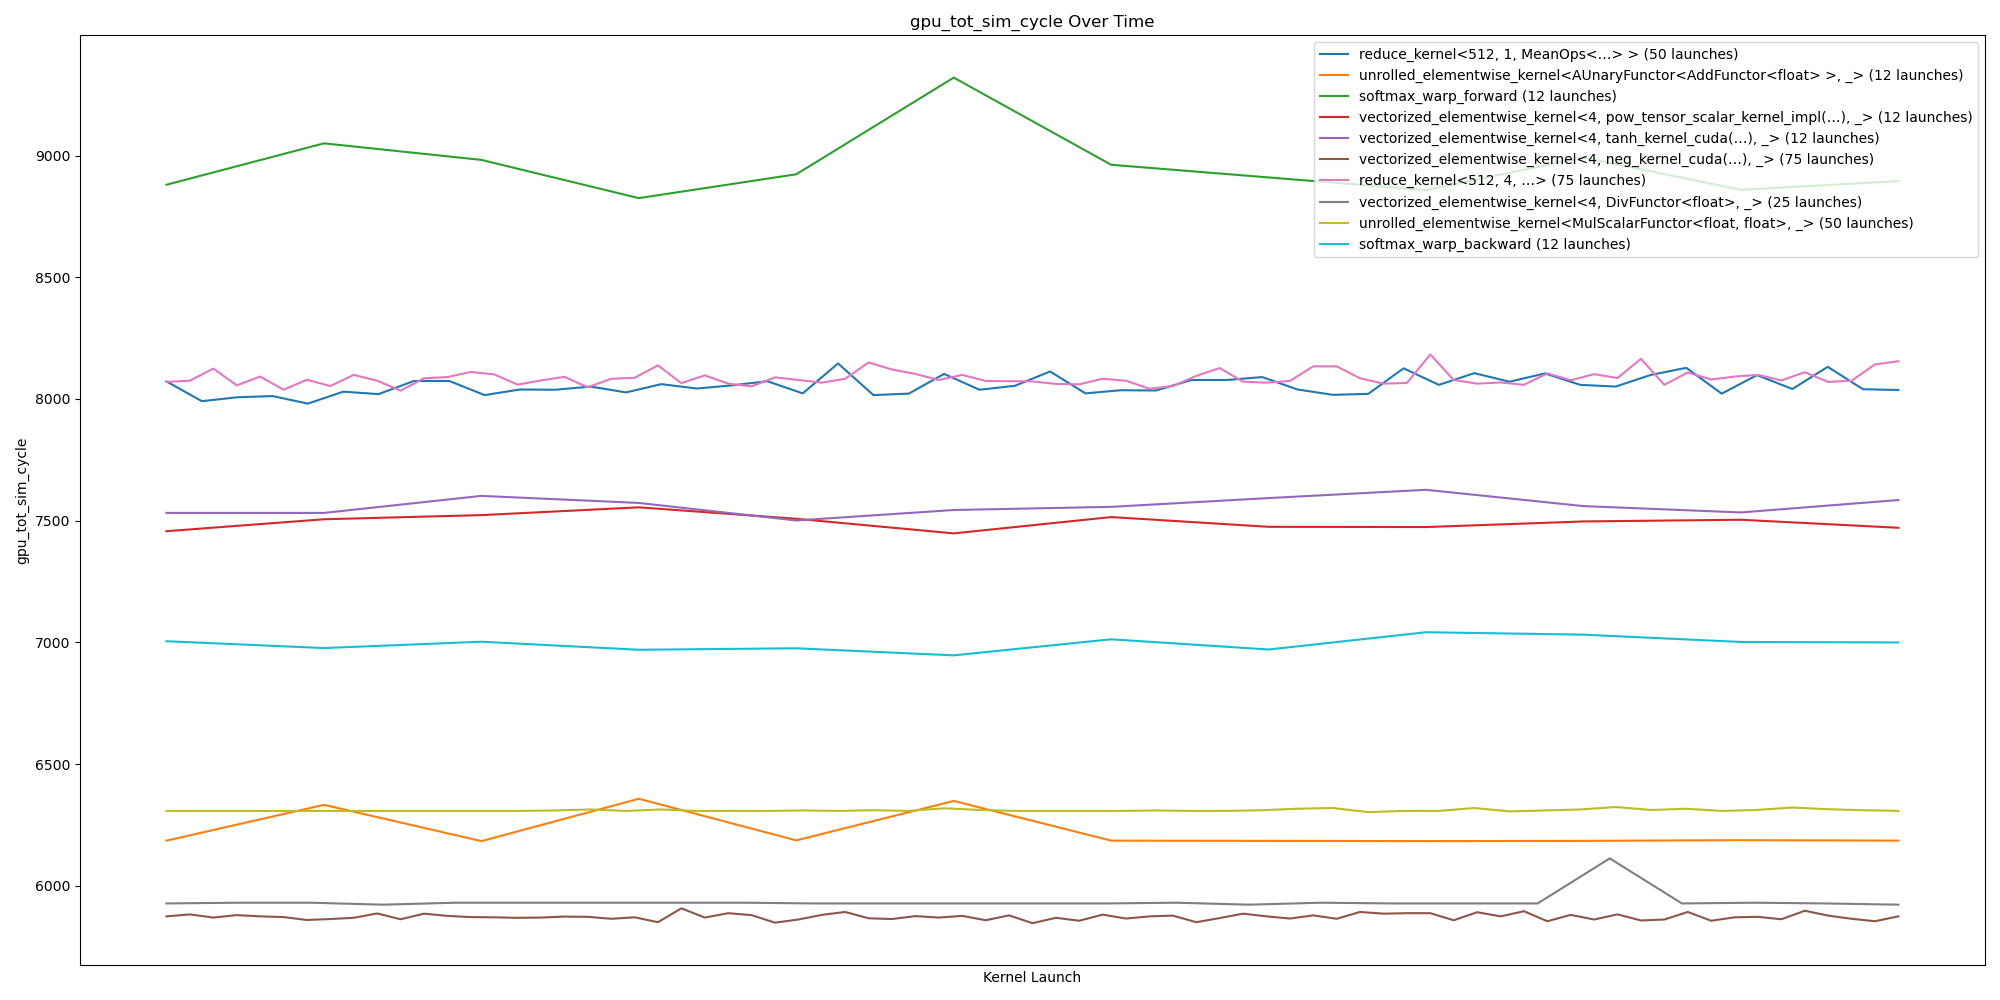 gpu_tot_sim_cycle Over Time
reduce_kernel<512, 1, MeanOps<...> > (50 launches)
unrolled_elementwise_kernel<AUnaryFunctor<AddFunctor<float> >, _> (12 launches)
softmax_warp_forward (12 launches)
vectorized_elementwise_kernel<4, pow_tensor_scalar_kernel_impl(...), _> (12 launches)
vectorized_elementwise_kernel<4, tanh_kernel_cuda(...), _> (12 launches)
vectorized_elementwise_kernel<4, neg_kernel_cuda(...), _> (75 launches)
reduce_kernel<512, 4, ...> (75 launches)
vectorized_elementwise_kernel<4, DivFunctor<float>, _> (25 launches)
unrolled_elementwise_kernel<MulScalarFunctor<float, float>, _> (50 launches)
softmax_warp_backward (12 launches)
9000
8500
8000
7500
7000
6500
6000
gpu_tot_sim_cycle
Kernel Launch